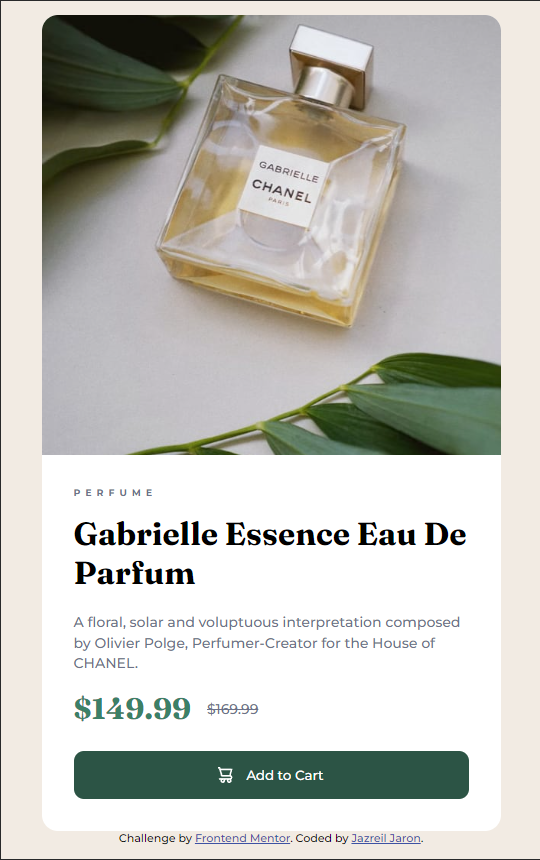 GABRIELLE
CHANEL
PARIS
PERFUME
Gabrielle Essence Eau De
Parfum
A floral, solar and voluptuous interpretation composed
by Olivier Polge, Perfumer-Creator for the House of
CHANEL.
$149.99 $169.99
Add to Cart
Challenge by Frontend Mentor. Coded by Jazreil Jaron.